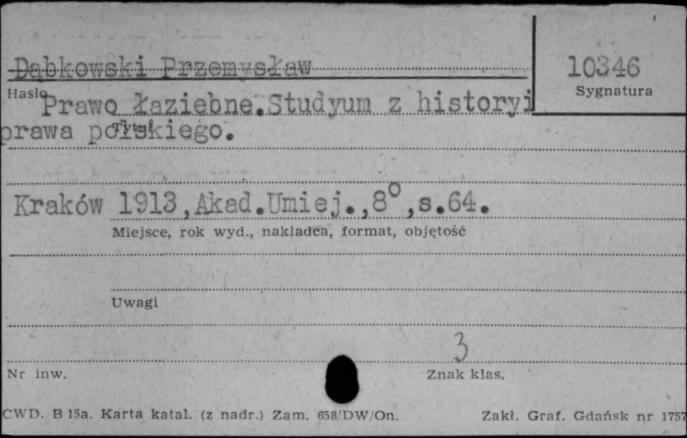 Dąbkowski Przemysław
10346
Hasło
Sygnatura
Prawo łaziebne.Studyum z historyi
prawa polskiego.
Kraków 1913,Akad.Umiej.,8°,s.64.
Miejsce, rok wyd., nakładca, format, objętość
Uwagi
3
Nr inw.
Znak klas.
CWD. B 15a. Karta katal. (z nadr.) Zam. 658/DW/On.
Zakł. Graf. Gdańsk nr 1757